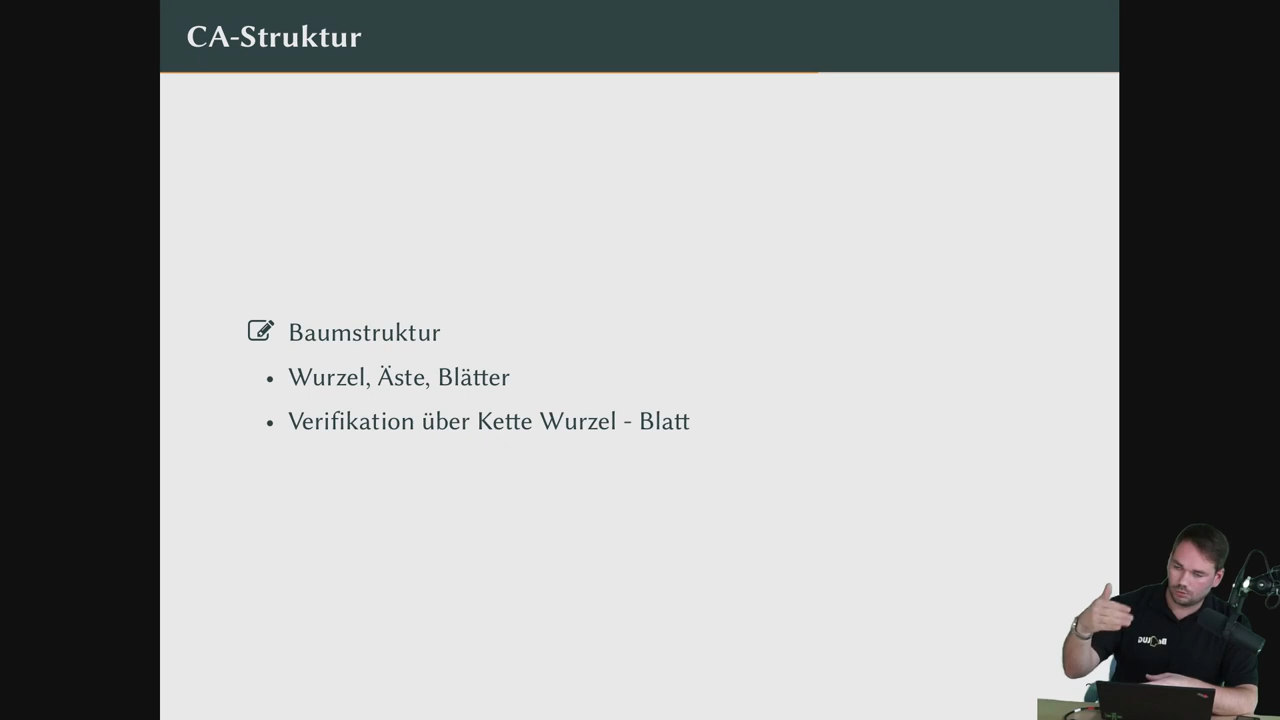 CA-Struktur
Baumstruktur
• Wurzel, Äste, Blätter
• Verifikation über Kette Wurzel - Blatt